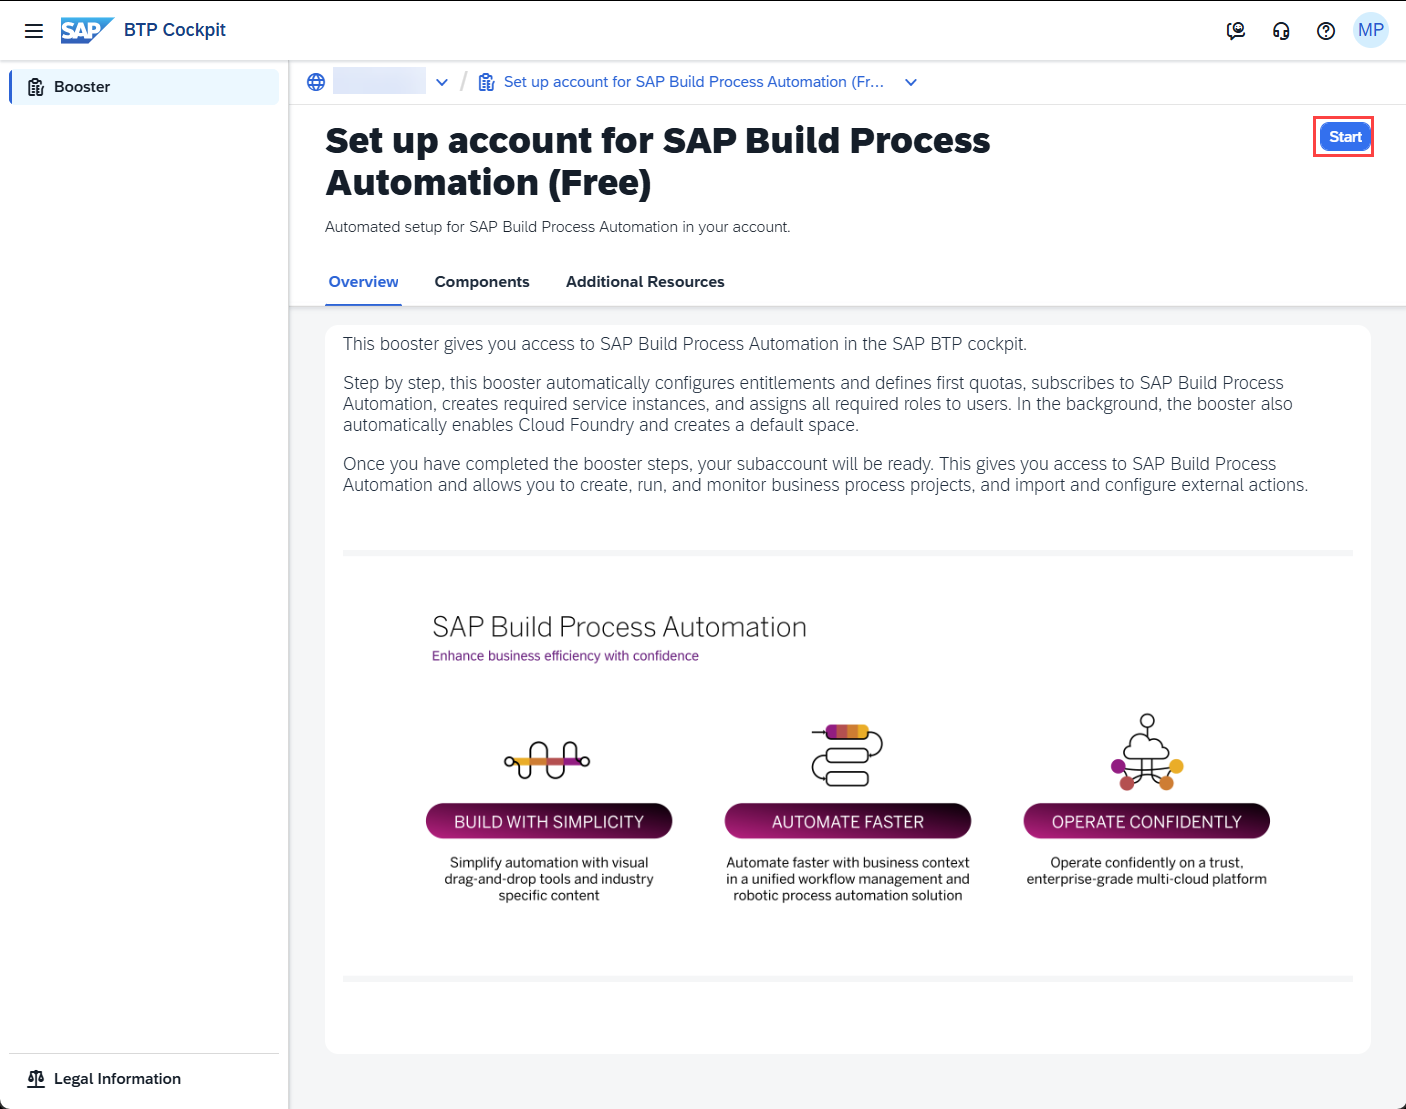 SAP BTP Cockpit MP
Booster
Set up account for SAP Build Process Automation (Fr...
Set up account for SAP Build Process
Automation (Free)
Start
Automated setup for SAP Build Process Automation in your account.
Overview Components Additional Resources
This booster gives you access to SAP Build Process Automation in the SAP BTP cockpit.
Step by step, this booster automatically configures entitlements and defines first quotas, subscribes to SAP Build Process
Automation, creates required service instances, and assigns all required roles to users. In the background, the booster also
automatically enables Cloud Foundry and creates a default space.
Once you have completed the booster steps, your subaccount will be ready. This gives you access to SAP Build Process
Automation and allows you to create, run, and monitor business process projects, and import and configure external actions.
SAP Build Process Automation
Enhance business efficiency with confidence
BUILD WITH SIMPLICITY
Simplify automation with visual
drag-and-drop tools and industry
specific content
AUTOMATE FASTER
Automate faster with business context
in a unified workflow management and
robotic process automation solution
OPERATE CONFIDENTLY
Operate confidently on a trust,
enterprise-grade multi-cloud platform
Legal Information